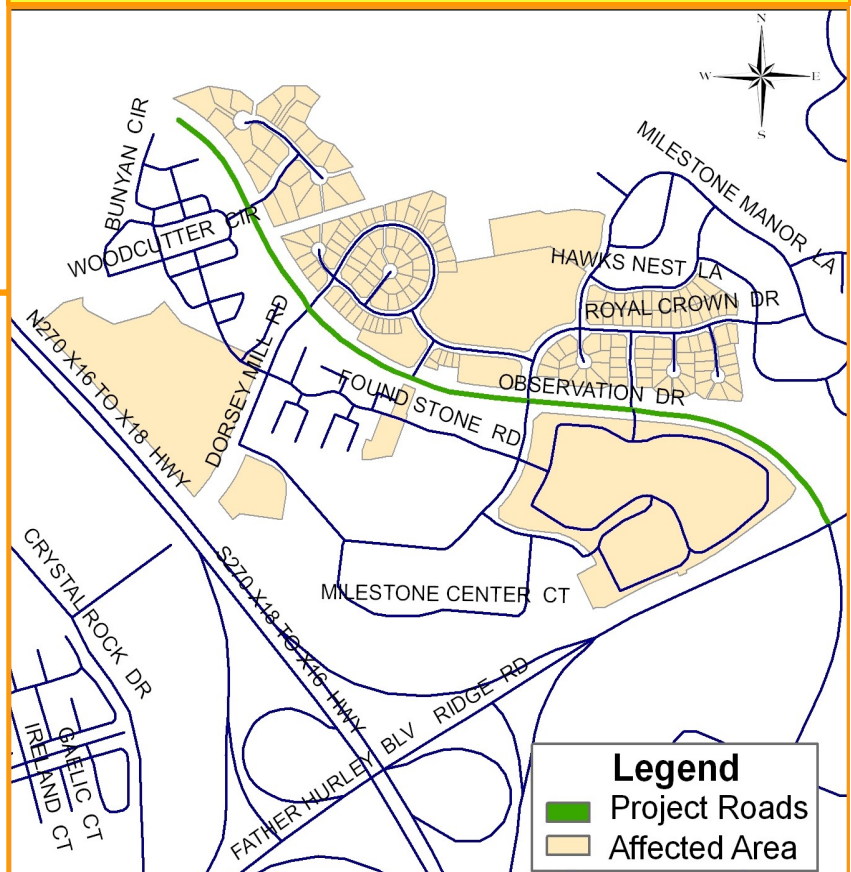 N
W E
S
BUNYAN CIR
MILESTONE MANOR LA
WOODCUTTER CIR
HAWKS NEST LA
ROYAL CROWN DR
N270 X16 TO X18 HWY
DORSEY MILL RD
FOUND STONE RD
OBSERVATION DR
CRYSTAL ROCK DR
S270 X18 TO X16 HWY
MILESTONE CENTER CT
GAELIC CT
IRELAND CT
FATHER HURLEY BLV
RIDGE RD
Legend
Project Roads
Affected Area